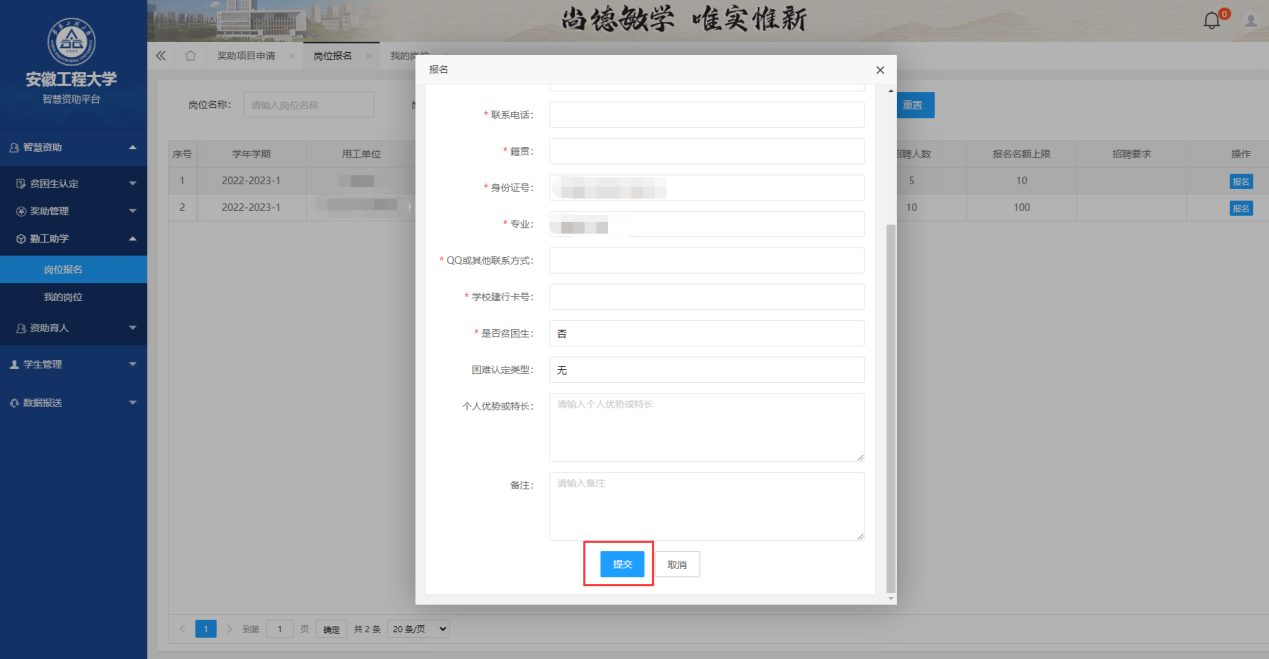 安徽工程大学
智慧资助平台
智慧资助
贫困生认定
奖助管理
勤工助学
岗位报名
我的岗位
资助育人
学生管理
数据报送
尚德敏学 唯实惟新
0
奖助项目申请 ×
岗位报名 ×
我的
岗位名称: 请输入岗位名称
重置
序号 学年学期 用工单位 招聘人数 报名名额上限 招聘要求 操作
1 2022-2023-1 5 10 报名
2 2022-2023-1 10 100 报名
报名
* 联系电话:
* 籍贯:
* 身份证号:
* 专业:
* QQ或其他联系方式:
* 学校建行卡号:
* 是否贫困生: 否
困难认定类型: 无
个人优势或特长: 请输入个人优势或特长
备注: 请输入备注
提交 取消
1 到第 1 页 确定 共 2 条 20 条/页